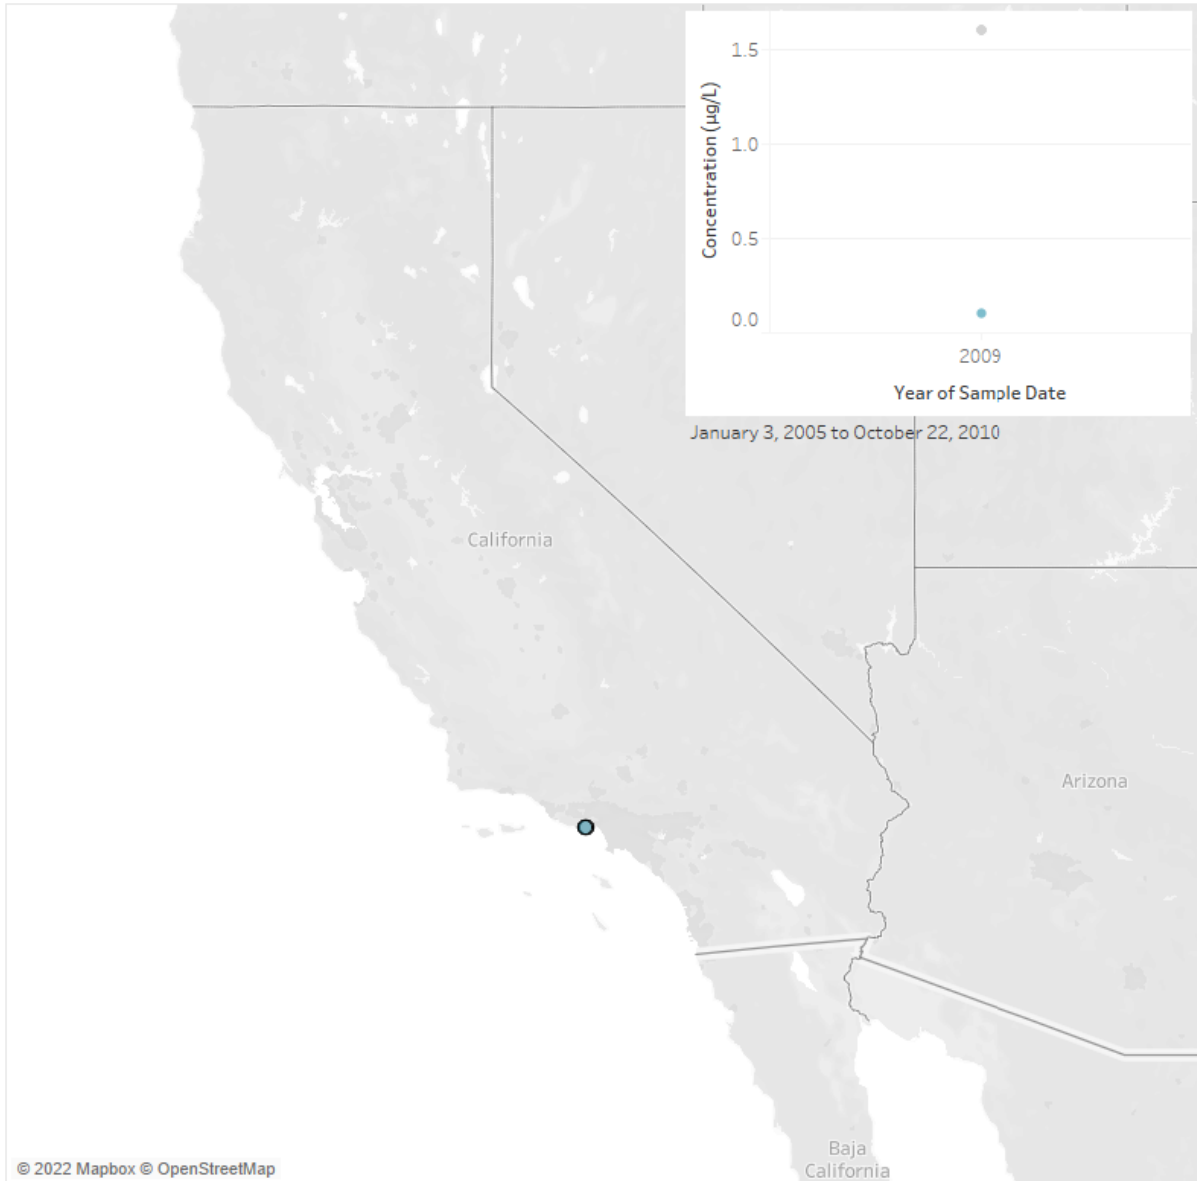 1.5
1.0
0.5
0.0
Concentration (µg/L)
2009
Year of Sample Date
January 3, 2005 to October 22, 2010
California
Arizona
Baja
California
© 2022 Mapbox © OpenStreetMap